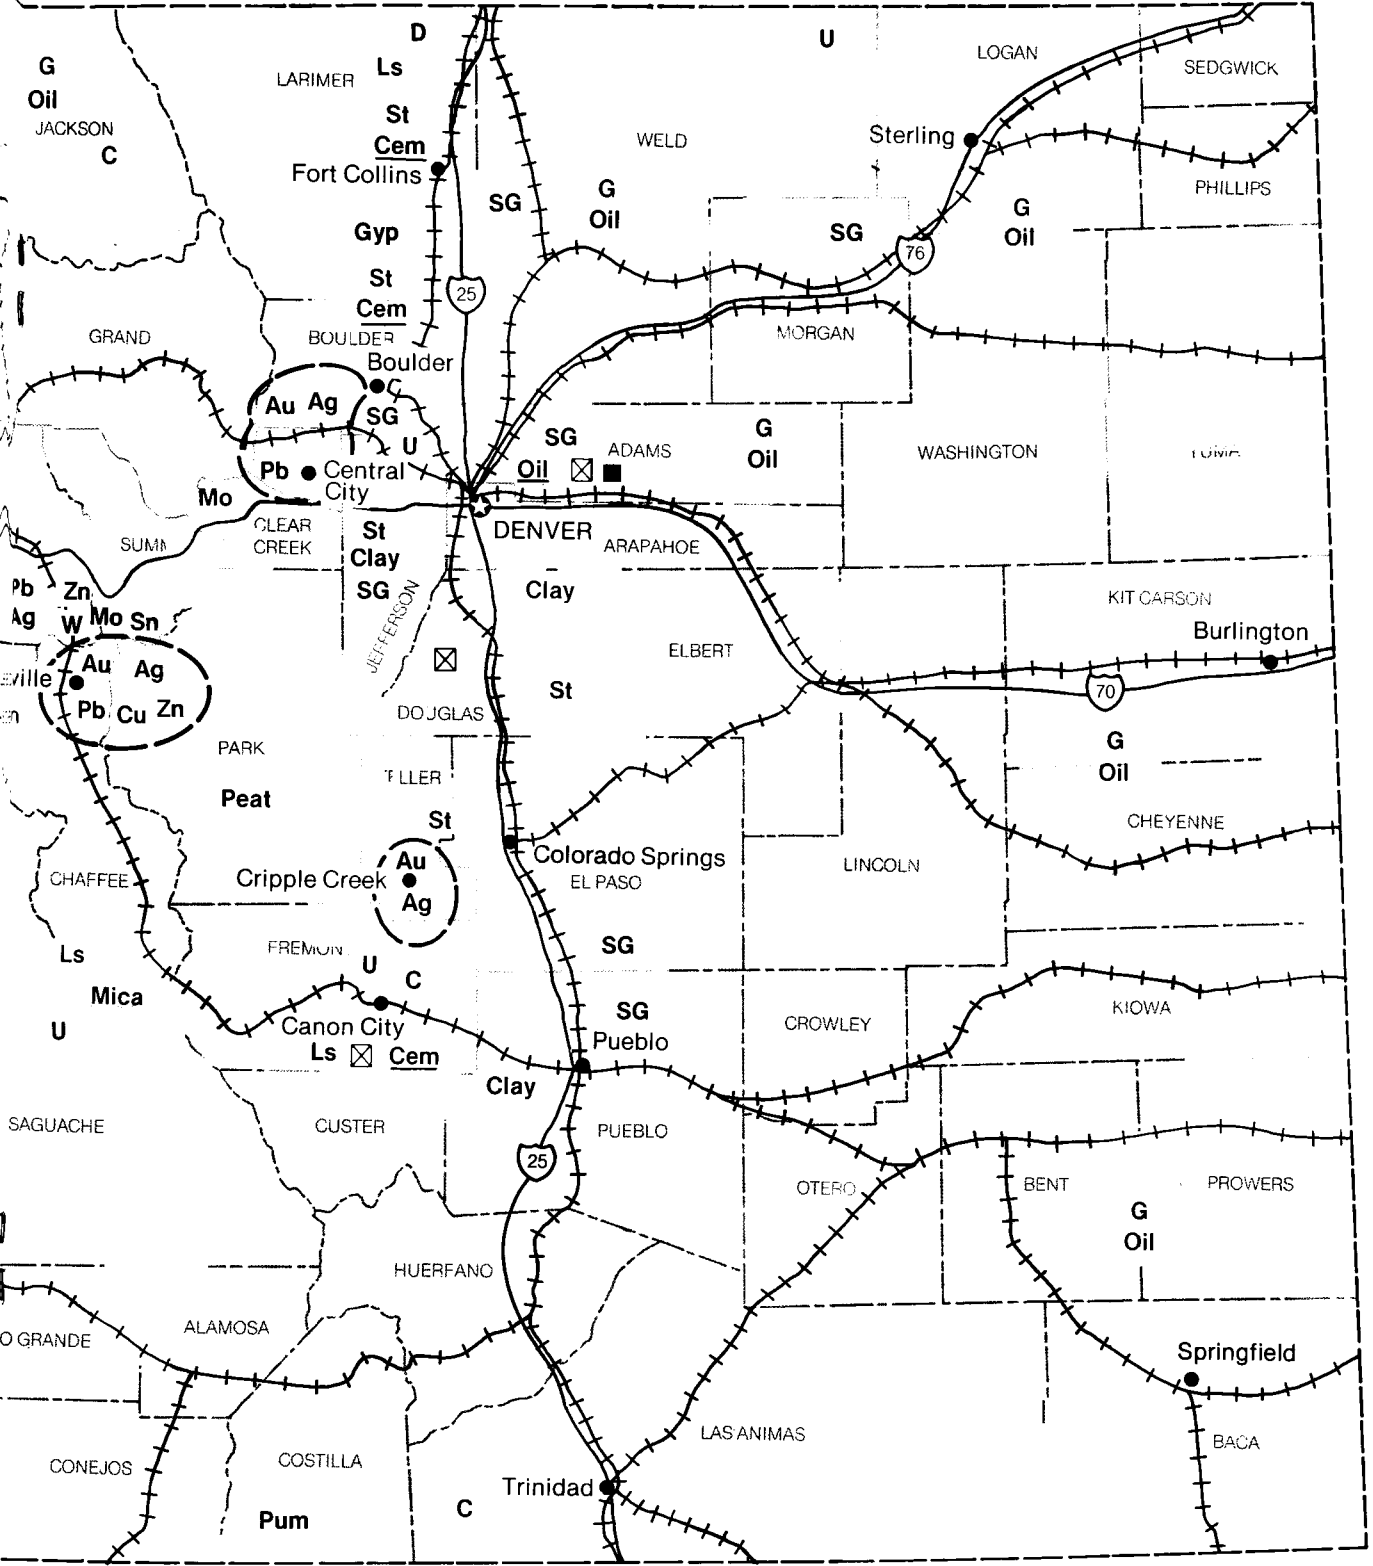 D
U
LOGAN
G
Oil
LARIMER
Ls
SEDGWICK
JACKSON
C
St
Cem
Fort Collins
WELD
Sterling
PHILLIPS
SG
G
Oil
G
Oil
Gyp
SG
76
St
Cem
25
GRAND
BOULDER
Boulder
MORGAN
Au Ag
SG
U
SG
ADAMS
G
Oil
WASHINGTON
Pb
Central
City
Oil
Mo
CLEAR
CREEK
St
Clay
SG
DENVER
ARAPAHOE
Pb
Ag
Zn
W
Mo Sn
JEFFERSON
Clay
KIT CARSON
Burlington
ELBERT
Au Ag
Pb Cu Zn
St
70
DOUGLAS
PARK
G
Oil
Peat
St
CHEYENNE
Au
Ag
Cripple Creek
Colorado Springs
EL PASO
LINCOLN
CHAFFEE
FREMONT
Ls
U
C
SG
Mica
SG
KIOWA
U
Canon City
Ls
Cem
Pueblo
CROWLEY
Clay
SAGUACHE
CUSTER
PUEBLO
25
OTERO
BENT
PROWERS
G
Oil
HUERFANO
ALAMOSA
O GRANDE
Springfield
LAS ANIMAS
BACA
CONEJOS
COSTILLA
Trinidad
Pum
C